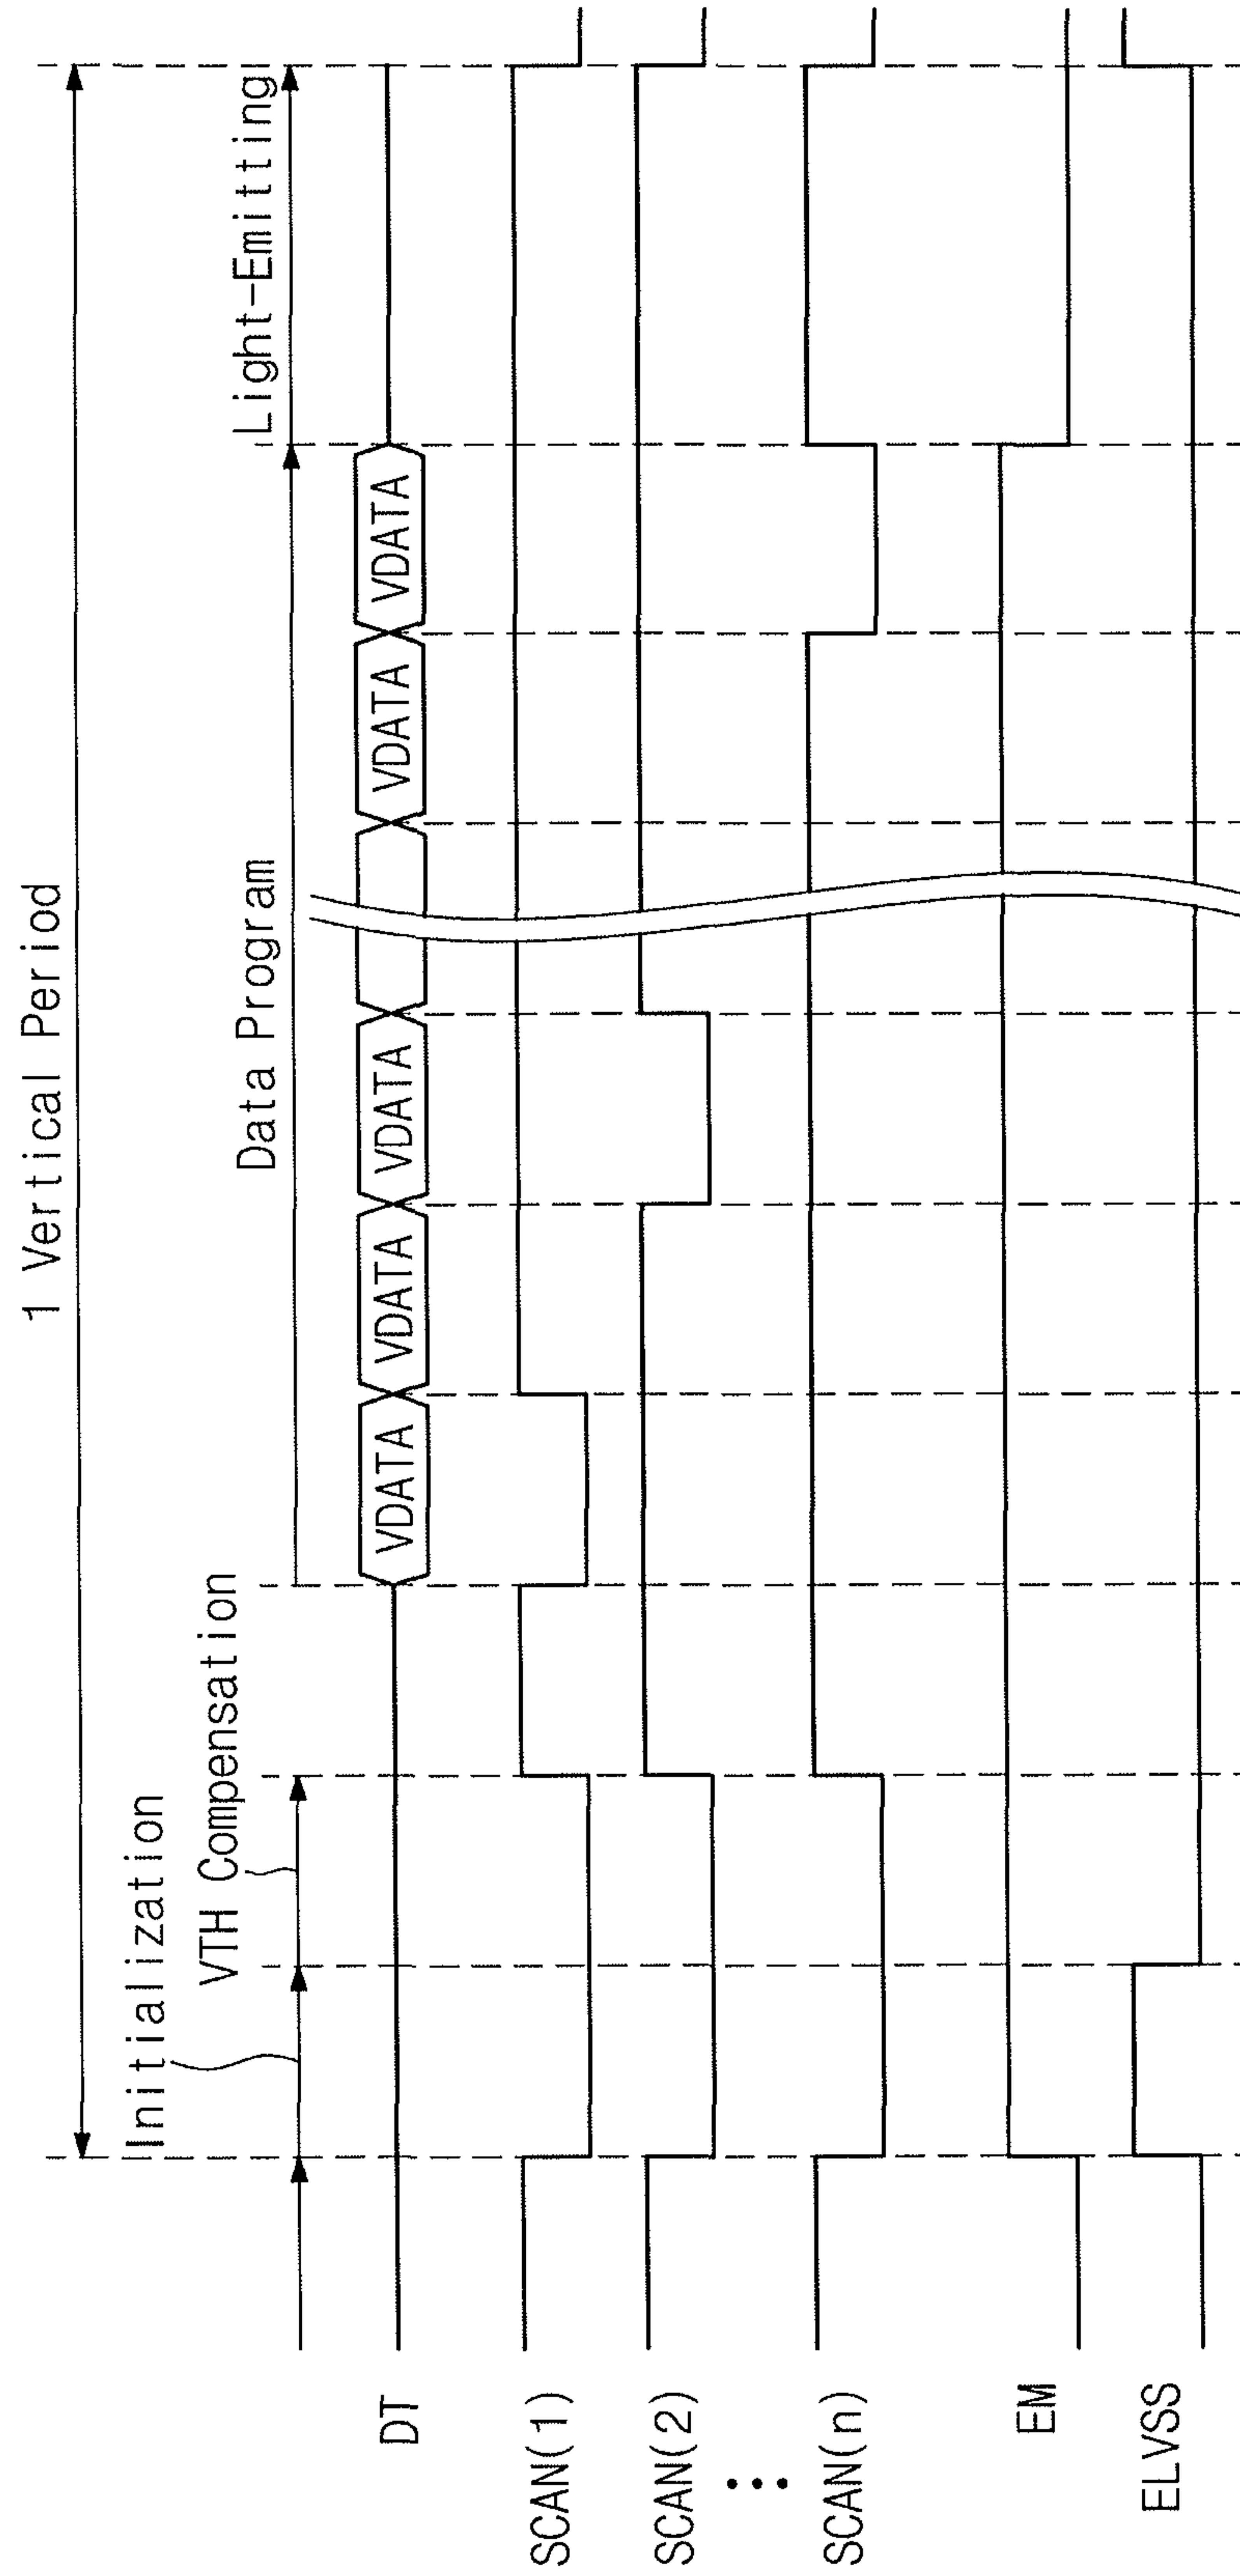 1 Vertical Period
Initialization
VTH Compensation
Data Program
Light-Emitting
DT
VDATA
VDATA
VDATA
VDATA
VDATA
SCAN(1)
SCAN(2)
SCAN(n)
EM
ELVSS